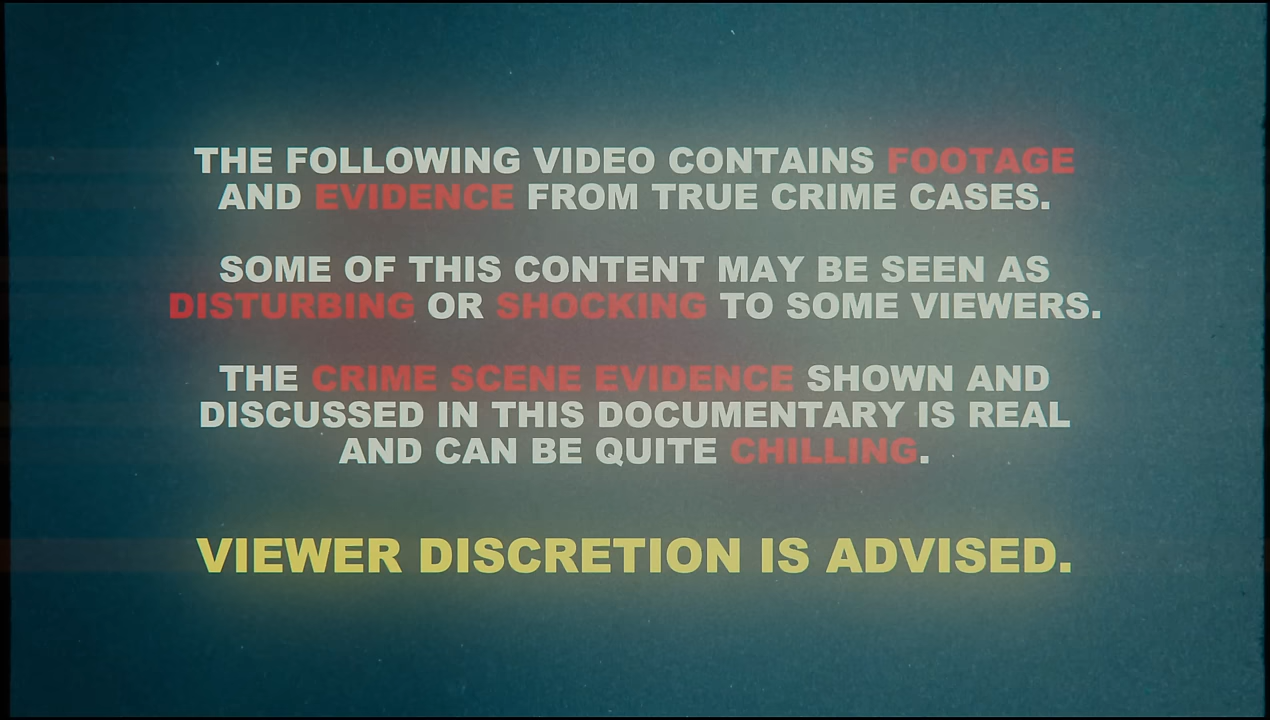 THE FOLLOWING VIDEO CONTAINS FOOTAGE
AND EVIDENCE FROM TRUE CRIME CASES.
SOME OF THIS CONTENT MAY BE SEEN AS
DISTURBING OR SHOCKING TO SOME VIEWERS.
THE CRIME SCENE EVIDENCE SHOWN AND
DISCUSSED IN THIS DOCUMENTARY IS REAL
AND CAN BE QUITE CHILLING.
VIEWER DISCRETION IS ADVISED.